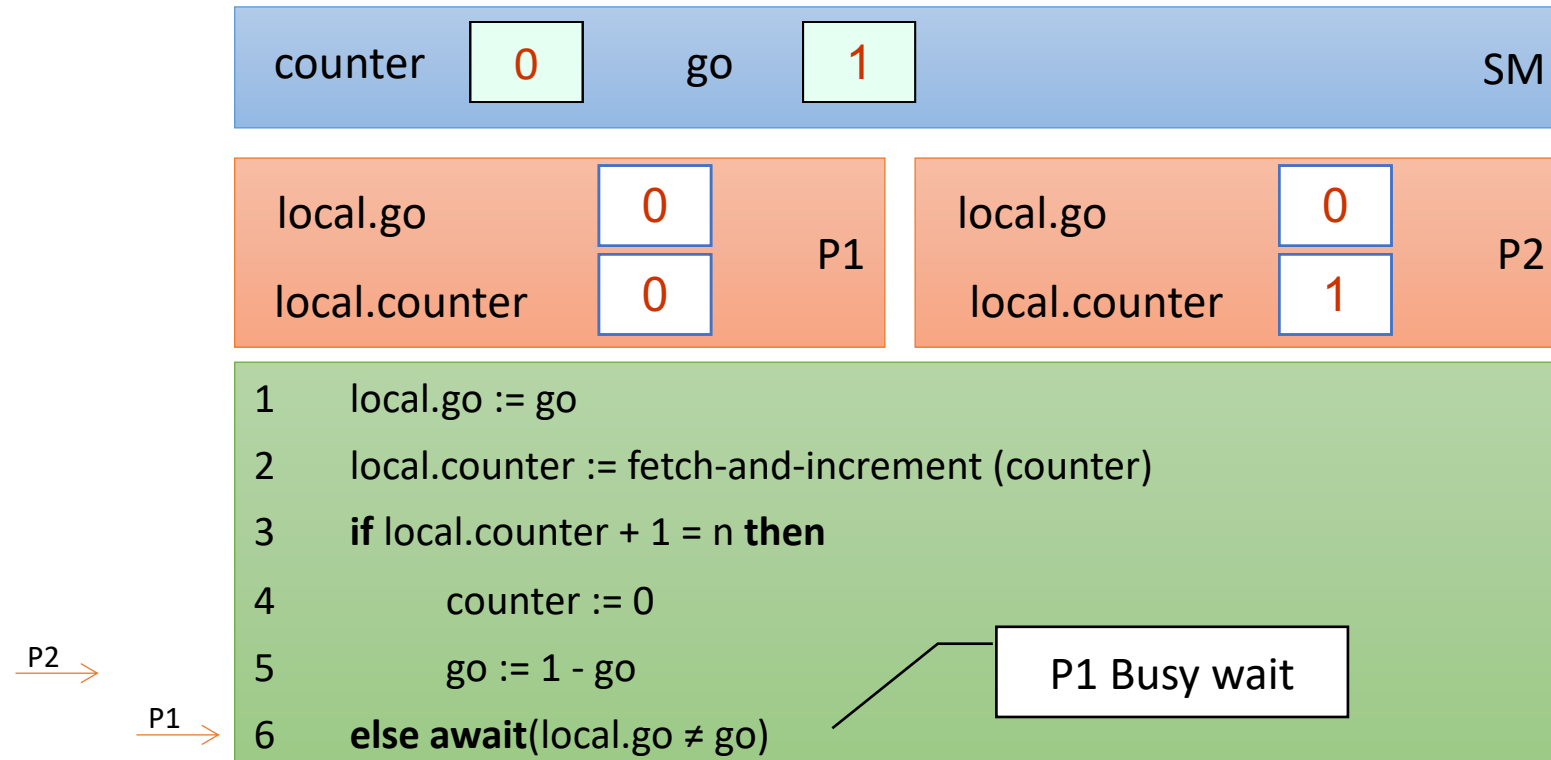 counter 0 go 1 SM
local.go 0 P1 local.counter 0
local.go 0 P2 local.counter 1
1 local.go := go
2 local.counter := fetch-and-increment (counter)
3 if local.counter + 1 = n then
4 counter := 0
P2 5 go := 1 - go
P1 Busy wait
P1 6 else await(local.go ≠ go)